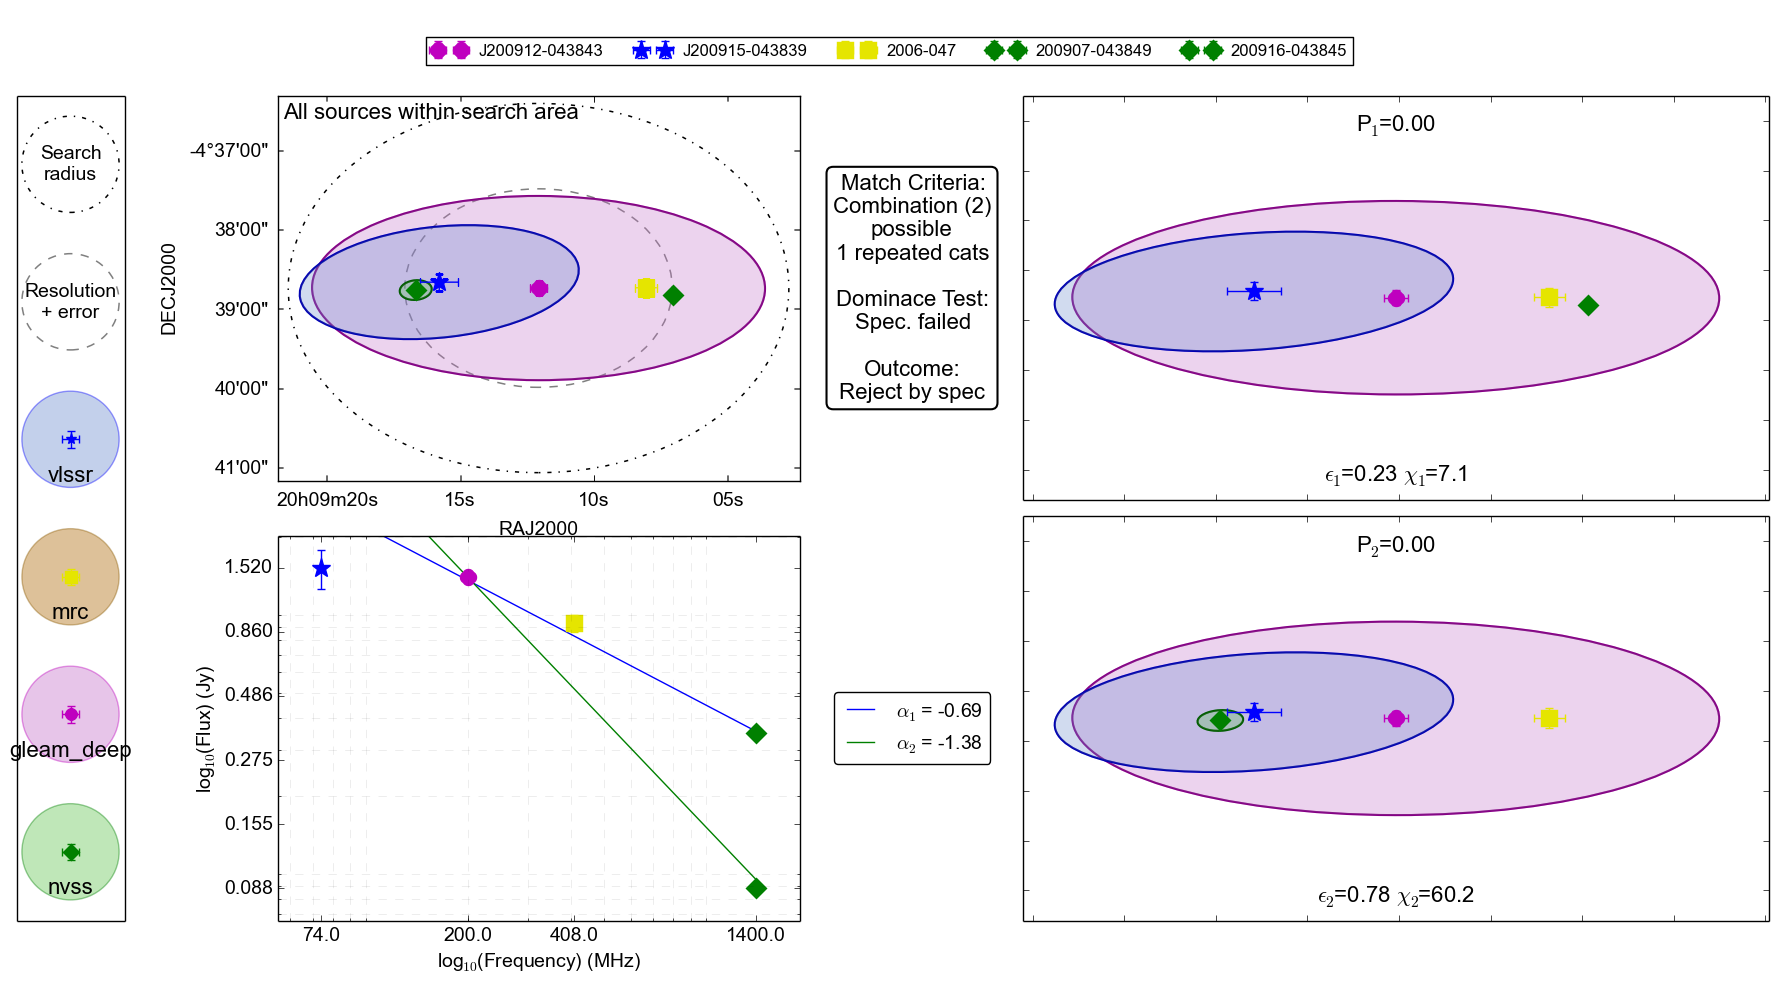 J200912-043843 J200915-043839 2006-047 200907-043849 200916-043845
Search
radius
Resolution
+ error
vlssr
mrc
gleam_deep
nvss
All sources within search area
DECJ2000
-4°37'00"
38'00"
39'00"
40'00"
41'00"
20h09m20s 15s 10s 05s
RAJ2000
Match Criteria:
Combination (2)
possible
1 repeated cats
Dominace Test:
Spec. failed
Outcome:
Reject by spec
P1=0.00
ϵ1=0.23 χ1=7.1
log10(Flux) (Jy)
1.520
0.860
0.486
0.275
0.155
0.088
74.0 200.0 408.0 1400.0
log10(Frequency) (MHz)
α1 = -0.69
α2 = -1.38
P2=0.00
ϵ2=0.78 χ2=60.2